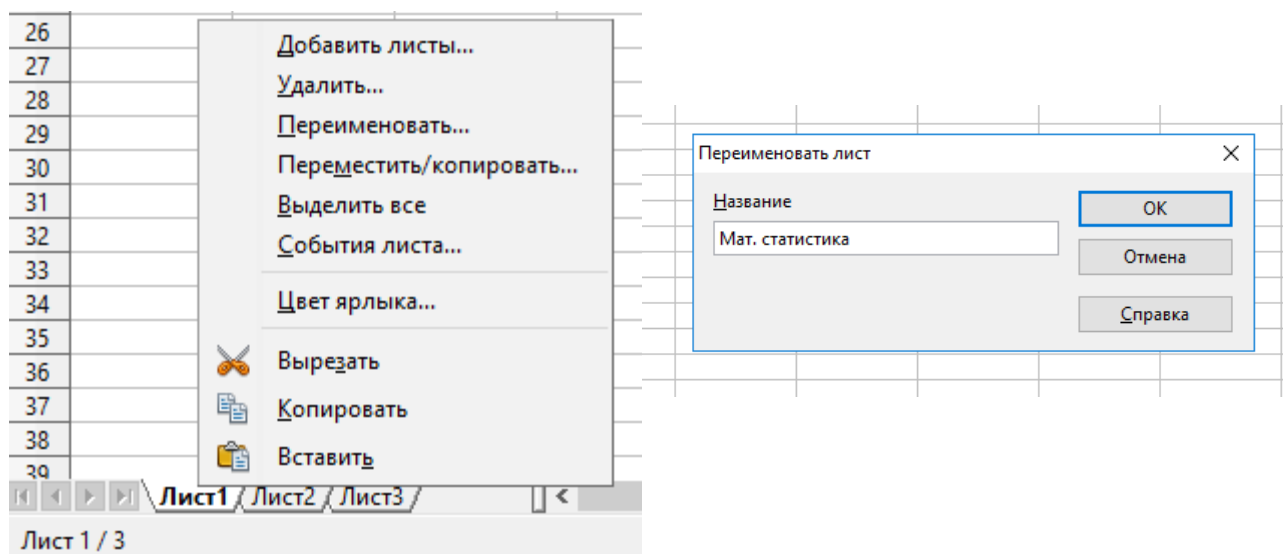 26
27
28
29
30
31
32
33
34
35
36
37
38
39
Добавить листы...
Удалить...
Переименовать...
Переместить/копировать...
Выделить все
События листа...
Цвет ярлыка...
Вырезать
Копировать
Вставить
Лист1 / Лист2 / Лист3 /
Лист 1 / 3
Переименовать лист
Название
Мат. статистика
OK
Отмена
Справка